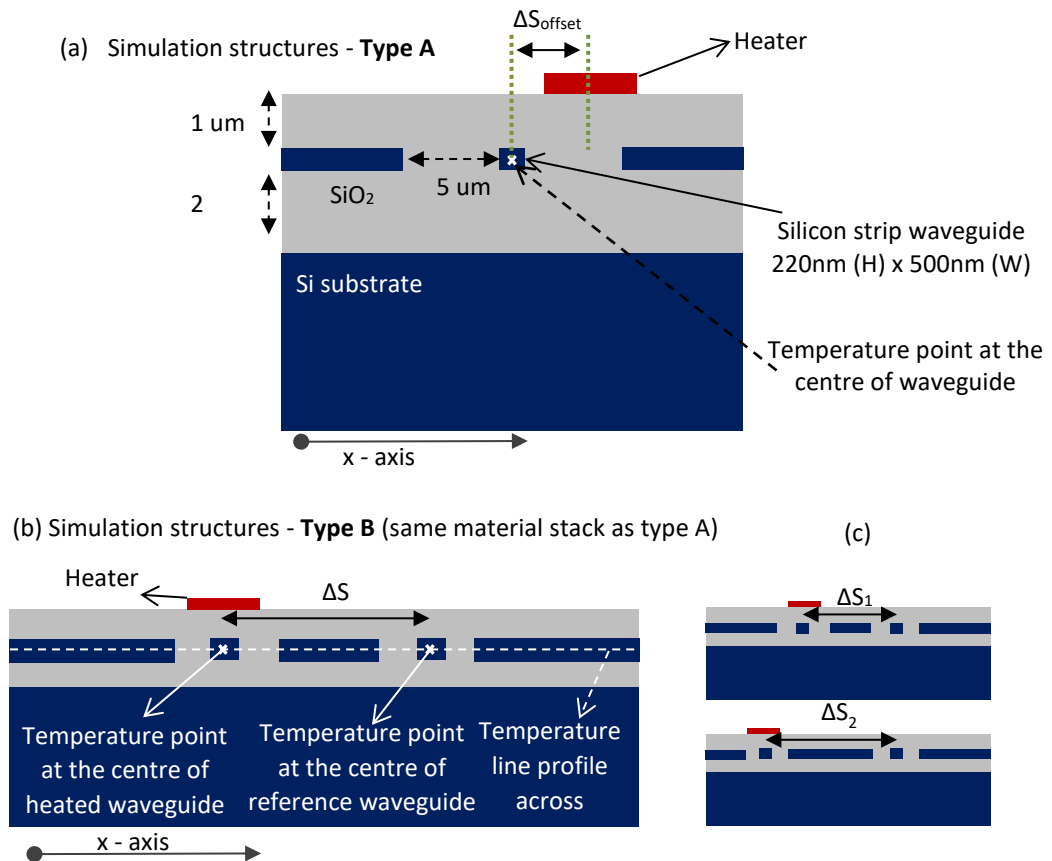 ΔSoffset
(a) Simulation structures - Type A
Heater
1 um
5 um
SiO2
2
Silicon strip waveguide
220nm (H) x 500nm (W)
Si substrate
Temperature point at the
centre of waveguide
x - axis
(b) Simulation structures - Type B (same material stack as type A)
(c)
Heater
ΔS
ΔS1
ΔS2
Temperature point
at the centre of
heated waveguide
Temperature point
at the centre of
reference waveguide
Temperature
line profile
across
x - axis